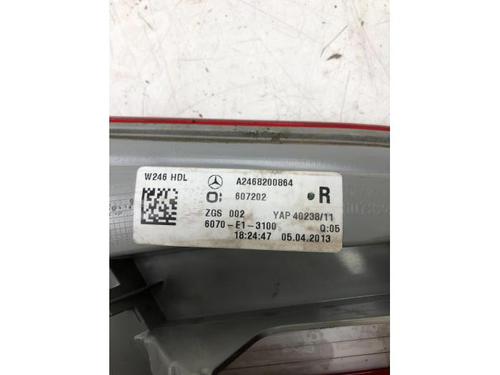 W246 HDL
A2468200864
607202
R
ZGS 002 YAP 40238/11
6070-E1-3100 Q:05
18:24:47 05.04.2013